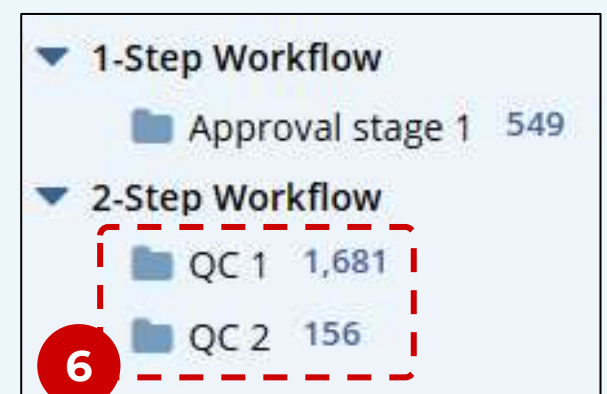 1-Step Workflow
Approval stage 1 549
2-Step Workflow
QC 1 1,681
QC 2 156
6